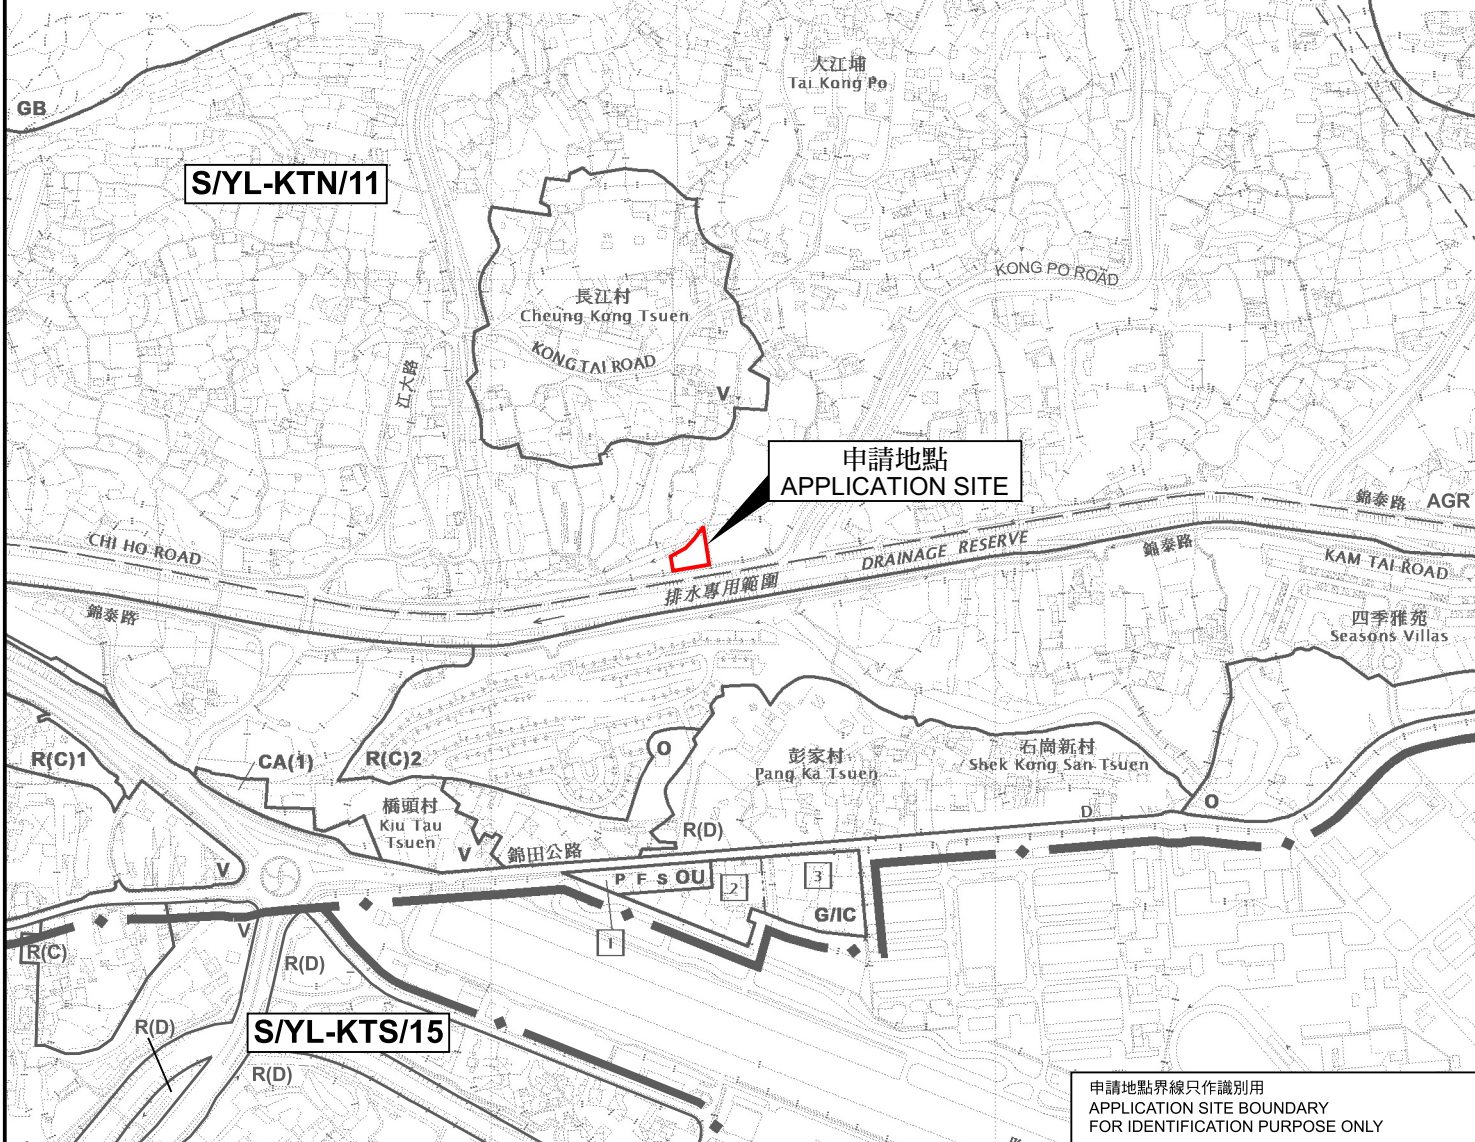 大江埔
Tai Kong Po
GB
S/YL-KTN/11
KONG PO ROAD
長江村
Cheung Kong Tsuen
KONG TAI ROAD
江大路
V
申請地點
APPLICATION SITE
錦泰路
AGR
CHI HO ROAD
DRAINAGE RESERVE
錦泰路
KAM TAI ROAD
排水專用範圍
錦泰路
四季雅苑
Seasons Villas
R(C)1
CA(1)
R(C)2
O
彭家村
Pang Ka Tsuen
石崗新村
Shek Kong San Tsuen
橋頭村
Kiu Tau
Tsuen
O
D
R(D)
V
錦田公路
V
P F S OU
2
3
G/IC
V
1
R(C)
R(D)
R(D)
S/YL-KTS/15
R(D)
申請地點界線只作識別用
APPLICATION SITE BOUNDARY
FOR IDENTIFICATION PURPOSE ONLY